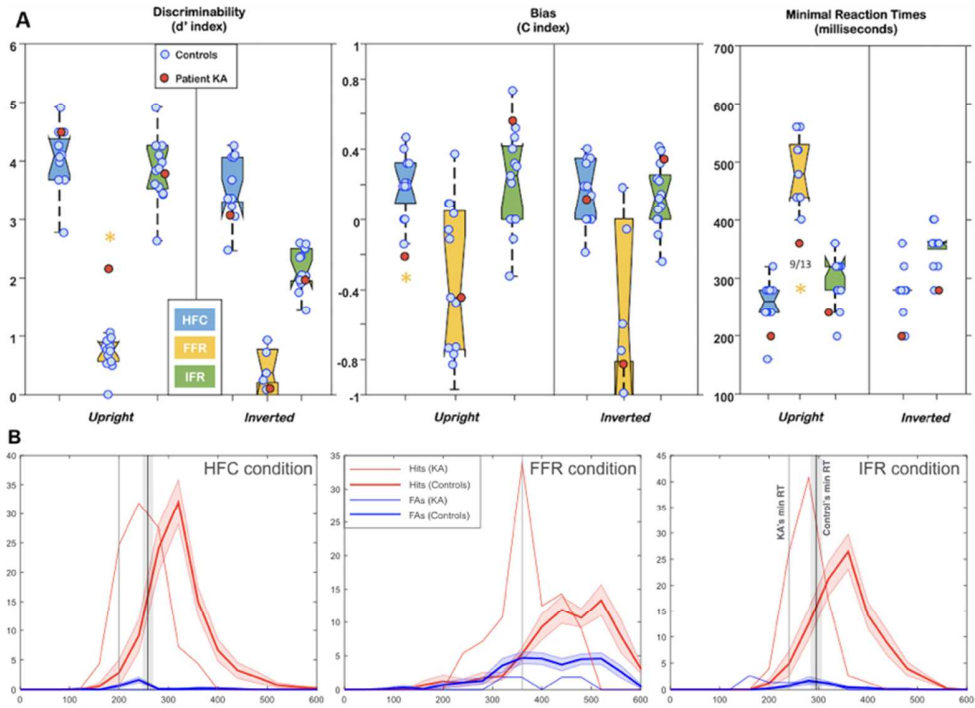 A
Discriminability
(d' index)
Bias
(C index)
Minimal Reaction Times
(milliseconds)
6
5
4
3
2
1
0
Controls
Patient KA
*
HFC
FFR
IFR
Upright
Inverted
1
0.8
0.4
0
-0.4
-0.8
-1
*
Upright
Inverted
700
600
500
400
300
200
100
9/13
*
Upright
Inverted
B
40
35
30
25
20
15
10
5
0
HFC condition
0 100 200 300 400 500 600
35
30
25
20
15
10
5
0
Hits (KA)
Hits (Controls)
FAs (KA)
FAs (Controls)
FFR condition
0 100 200 300 400 500 600
45
40
35
30
25
20
15
10
5
0
KA's min RT
Control's min RT
IFR condition
0 100 200 300 400 500 600